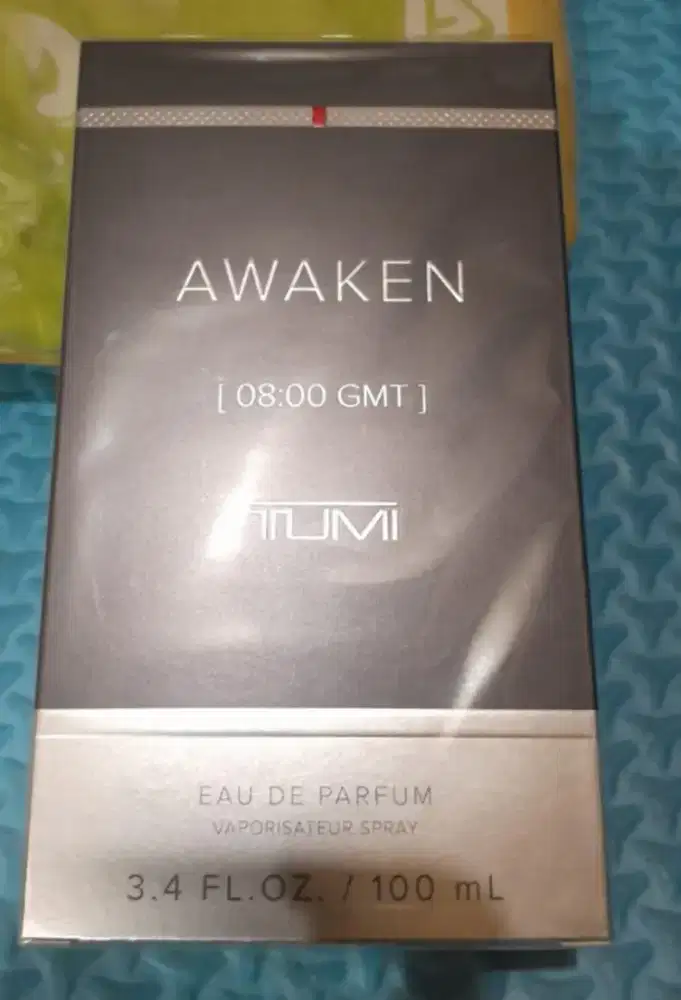 AWAKEN
[ 08:00 GMT ]
TUMI
EAU DE PARFUM
VAPORISATEUR SPRAY
3.4 FL.OZ. / 100 mL